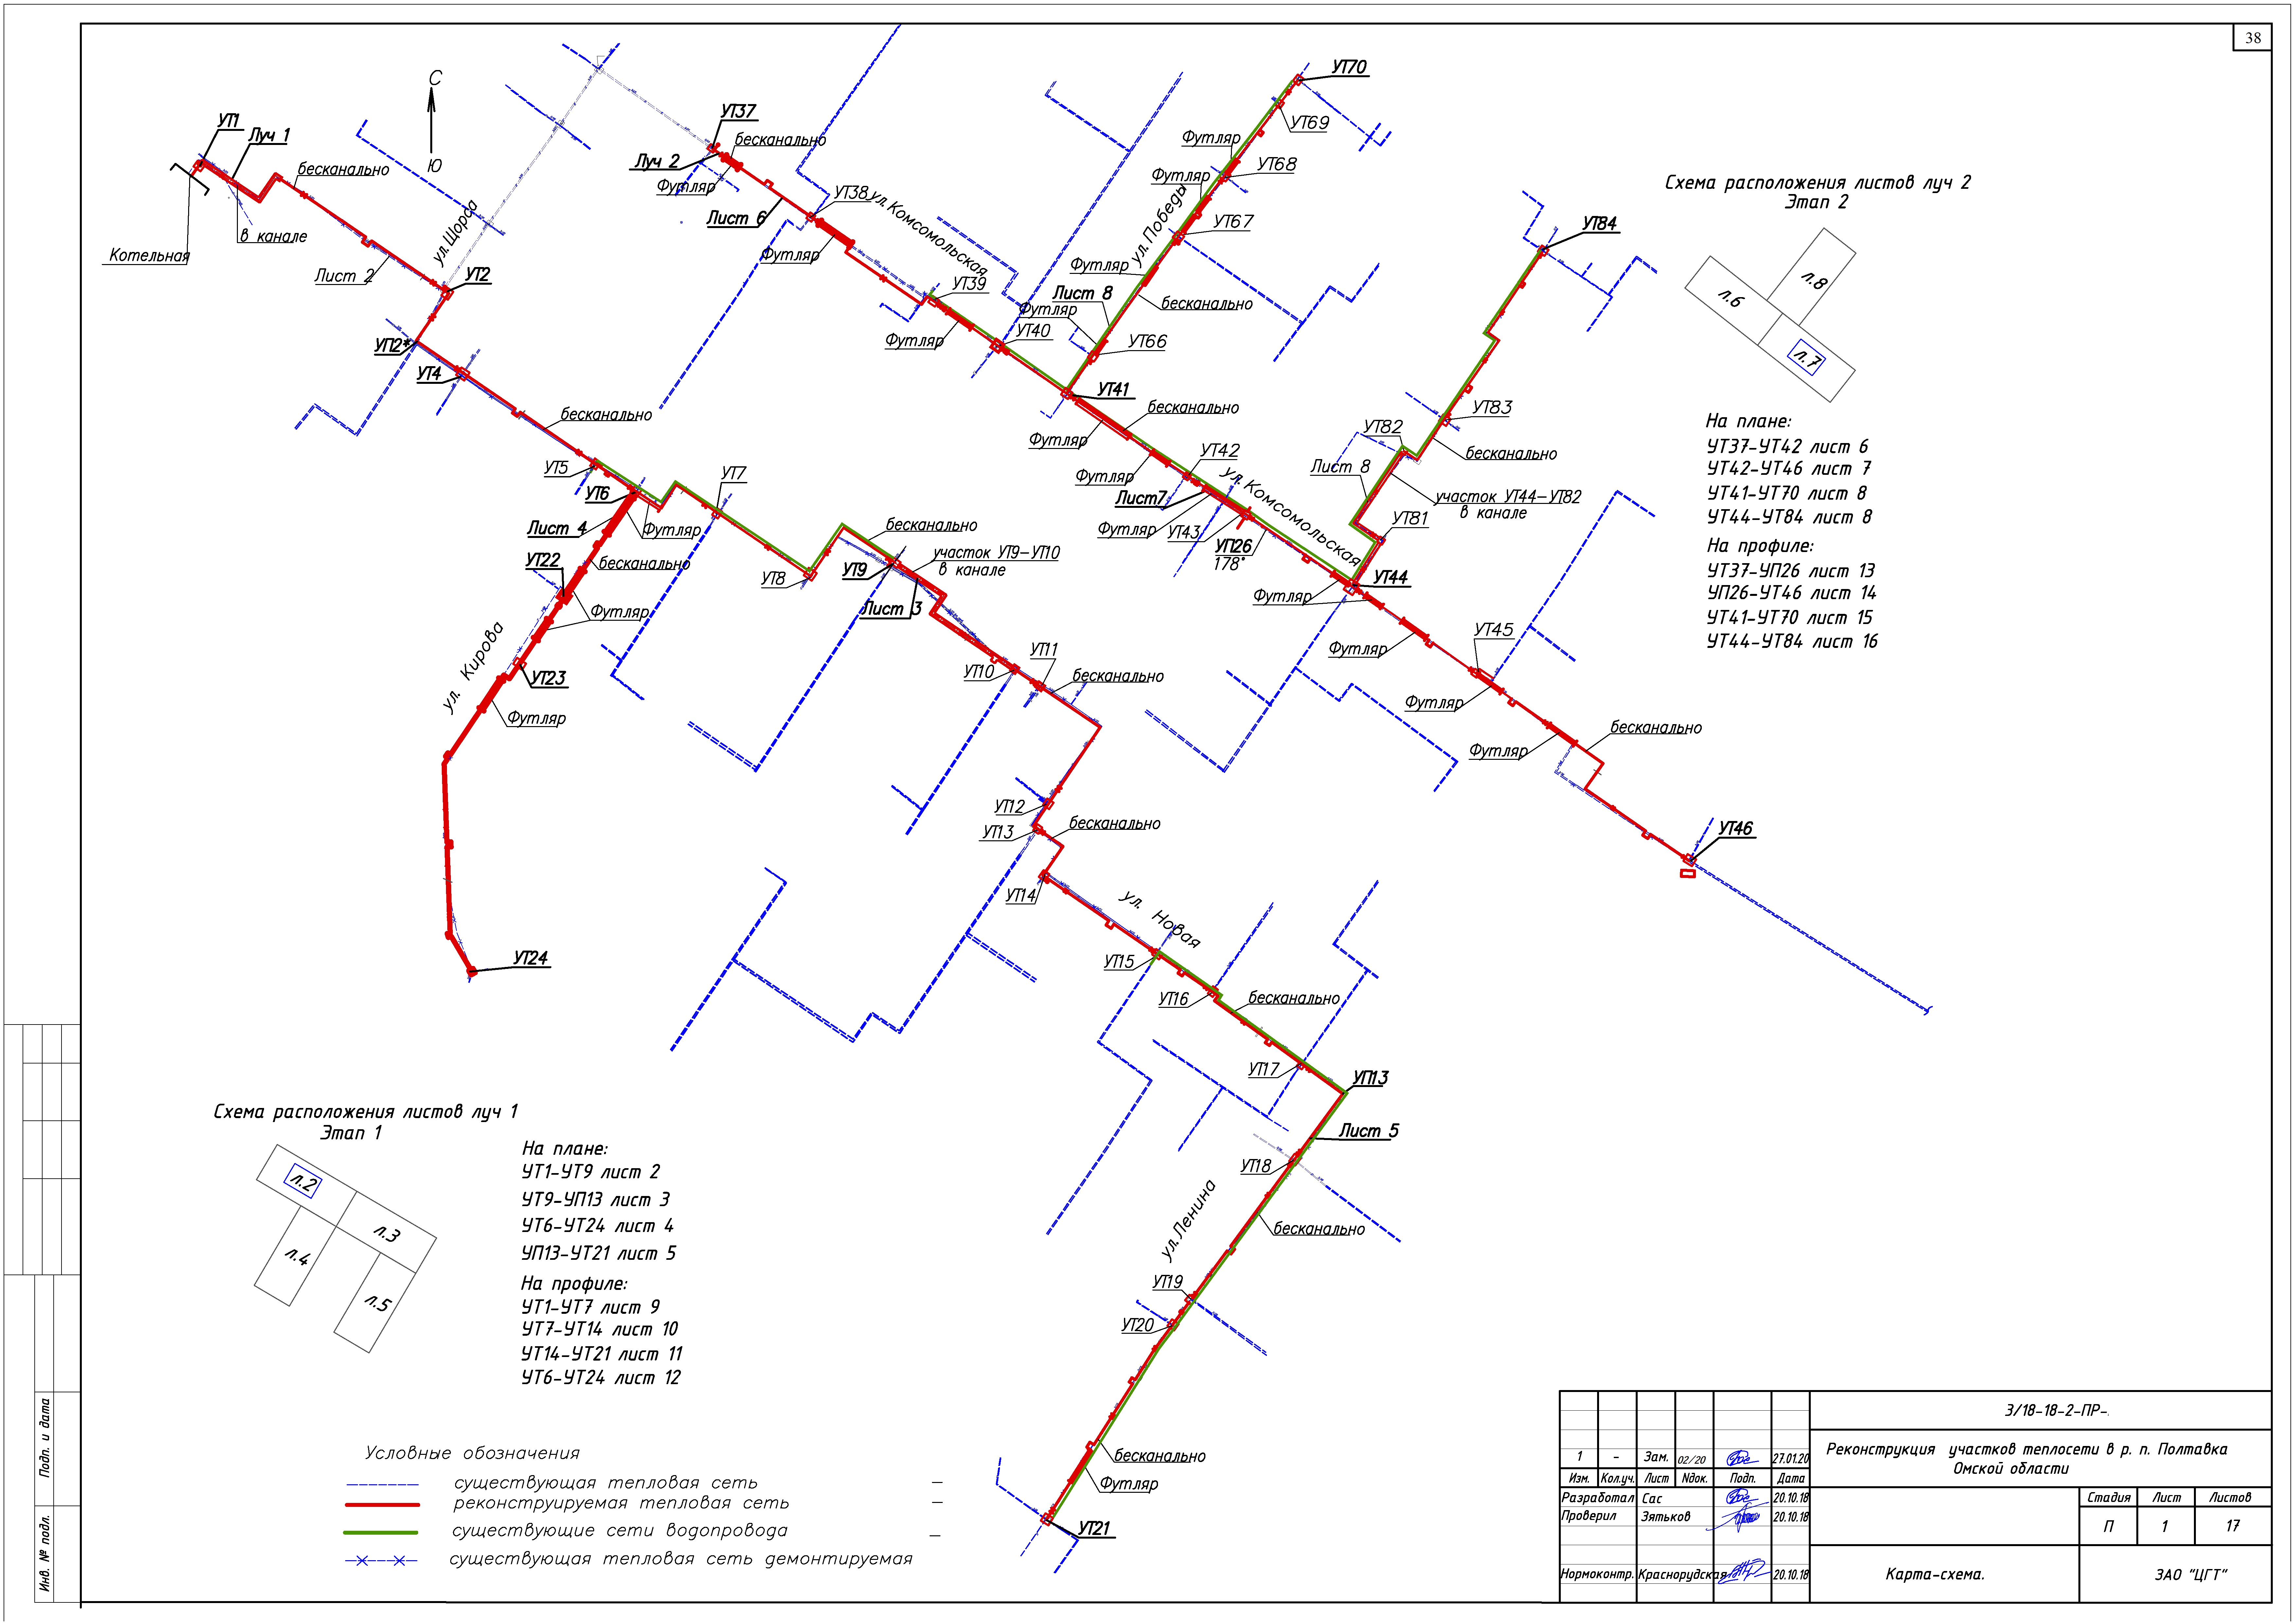 38
С
Ю
УТ1
Луч 1
бесканально
в канале
Котельная
Лист 2
ул.Щорса
УТ2
УП2*
УТ4
бесканально
УТ5
УТ6
УТ7
Лист 4
Футляр
УТ22
бесканально
Футляр
УТ8
бесканально
участок УТ9-УТ10
в канале
УТ9
Лист 3
ул. Кирова
УТ23
Футляр
УТ24
УТ10
УТ11
бесканально
УТ12
УТ13
бесканально
УТ14
ул. Новая
УТ15
УТ16
бесканально
УТ17
УП13
Лист 5
УТ18
бесканально
ул.Ленина
УТ19
УТ20
бесканально
Футляр
УТ21
УТ37
бесканально
Луч 2
Футляр
УТ38
Лист 6
ул.Комсомольская
Футляр
УТ39
Футляр
УТ40
УТ70
УТ69
Футляр
УТ68
Футляр
ул.Победы
УТ67
Футляр
Лист 8
бесканально
Футляр
УТ66
УТ41
бесканально
Футляр
УТ42
Футляр
Лист7
ул. Комсомольская
Футляр
УТ43
УП26
178°
УТ84
УТ83
УТ82
бесканально
Лист 8
участок УТ44-УТ82
в канале
УТ81
УТ44
Футляр
УТ45
Футляр
Футляр
бесканально
Футляр
УТ46
Схема расположения листов луч 2
Этап 2
л.8
л.6
л.7
На плане:
УТ37-УТ42 лист 6
УТ42-УТ46 лист 7
УТ41-УТ70 лист 8
УТ44-УТ84 лист 8
На профиле:
УТ37-УП26 лист 13
УП26-УТ46 лист 14
УТ41-УТ70 лист 15
УТ44-УТ84 лист 16
Схема расположения листов луч 1
Этап 1
л.2
л.3
л.4
л.5
На плане:
УТ1-УТ9 лист 2
УТ9-УП13 лист 3
УТ6-УТ24 лист 4
УП13-УТ21 лист 5
На профиле:
УТ1-УТ7 лист 9
УТ7-УТ14 лист 10
УТ14-УТ21 лист 11
УТ6-УТ24 лист 12
Условные обозначения
существующая тепловая сеть –
реконструируемая тепловая сеть –
существующие сети водопровода –
существующая тепловая сеть демонтируемая
Подп. и дата
Инв. № подл.
3/18-18-2-ПР-.
1 - Зам. 02/20 27.01.20
Изм. Кол.уч. Лист Nдок. Подп. Дата
Реконструкция участков теплосети в р. п. Полтавка
Омской области
Разработал Сас 20.10.18
Проверил Зятьков 20.10.18
Стадия Лист Листов
П 1 17
Нормоконтр. Краснорудская 20.10.18
Карта-схема.
ЗАО "ЦГТ"